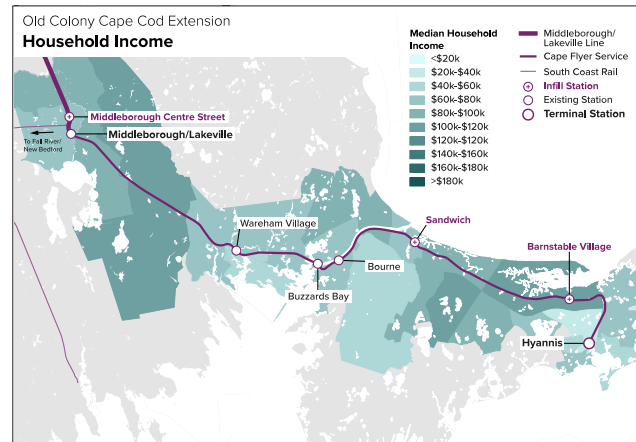 Old Colony Cape Cod Extension
Household Income
Median Household
Income
<$20k
$20k-$40k
$40k-$60k
$60k-$80k
$80k-$100k
$100k-$120k
$120k-$120k
$140k-$160k
$160k-$180k
>$180k
Middleborough/
Lakeville Line
Cape Flyer Service
South Coast Rail
Infill Station
Existing Station
Terminal Station
Middleborough Centre Street
Middleborough/Lakeville
To Fall River/
New Bedford
Wareham Village
Sandwich
Bourne
Buzzards Bay
Barnstable Village
Hyannis